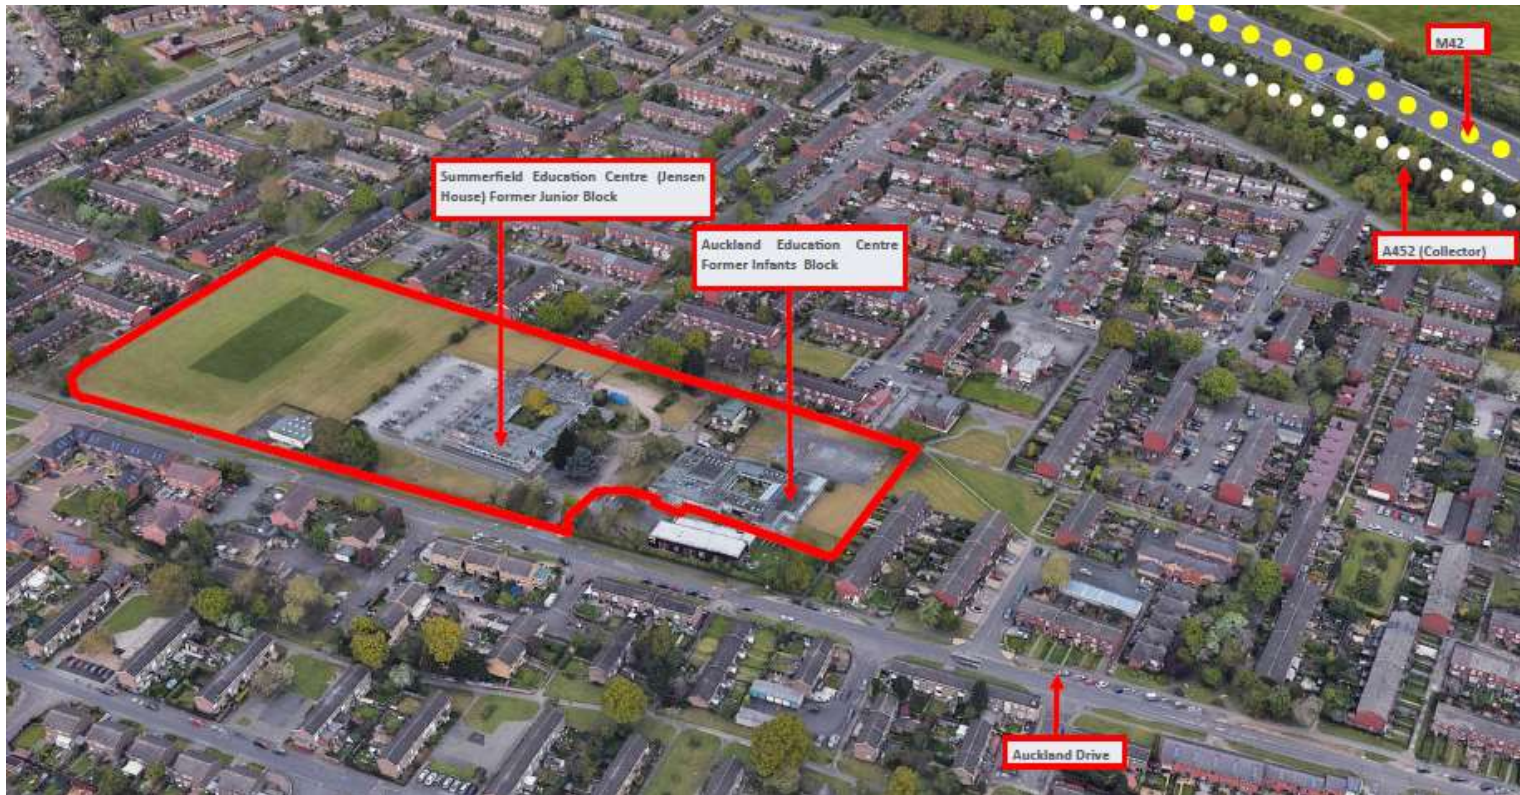 M42
Summerfield Education Centre (Jensen
House) Former Junior Block
Auckland Education Centre
Former Infants Block
A452 (Collector)
Auckland Drive